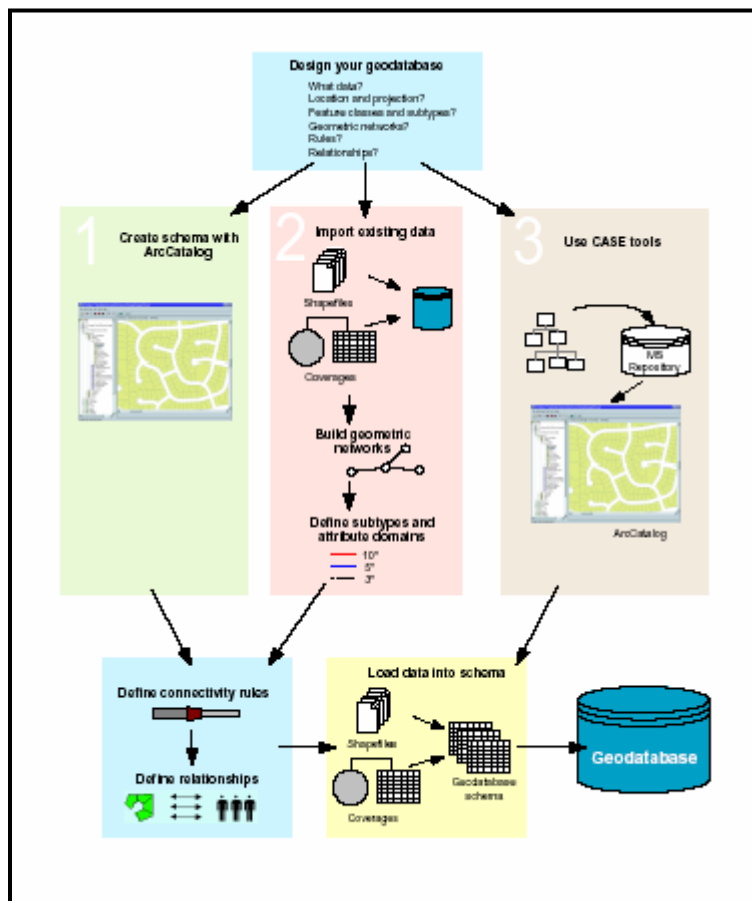 Design your geodatabase
What data?
Location and projection?
Feature classes and subtypes?
Geometric networks?
Rules?
Relationships?
1
Create schema with
ArcCatalog
2
Import existing data
Shapefiles
Coverages
Build geometric
networks
Define subtypes and
attribute domains
10"
5"
3"
3
Use CASE tools
MS
Repository
ArcCatalog
Define connectivity rules
Define relationships
Load data into schema
Shapefiles
Coverages
Geodatabase
schema
Geodatabase